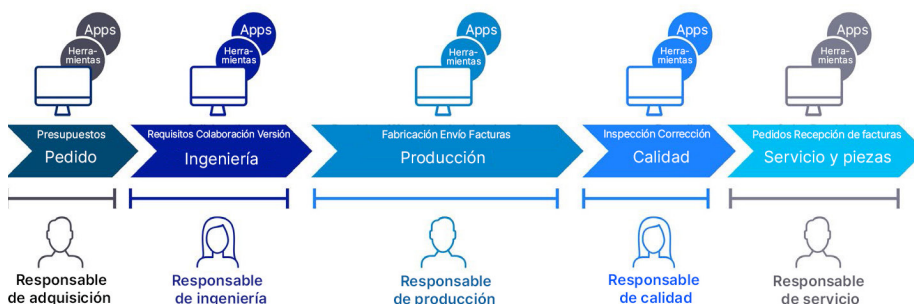 Apps
Herra-
mientas
Apps
Herra-
mientas
Apps
Herra-
mientas
Apps
Herra-
mientas
Apps
Herra-
mientas
Presupuestos
Pedido
Requisitos Colaboración Versión
Ingeniería
Fabricación Envío Facturas
Producción
Inspección Corrección
Calidad
Pedidos Recepción de facturas
Servicio y piezas
Responsable
de adquisición
Responsable
de ingeniería
Responsable
de producción
Responsable
de calidad
Responsable
de servicio